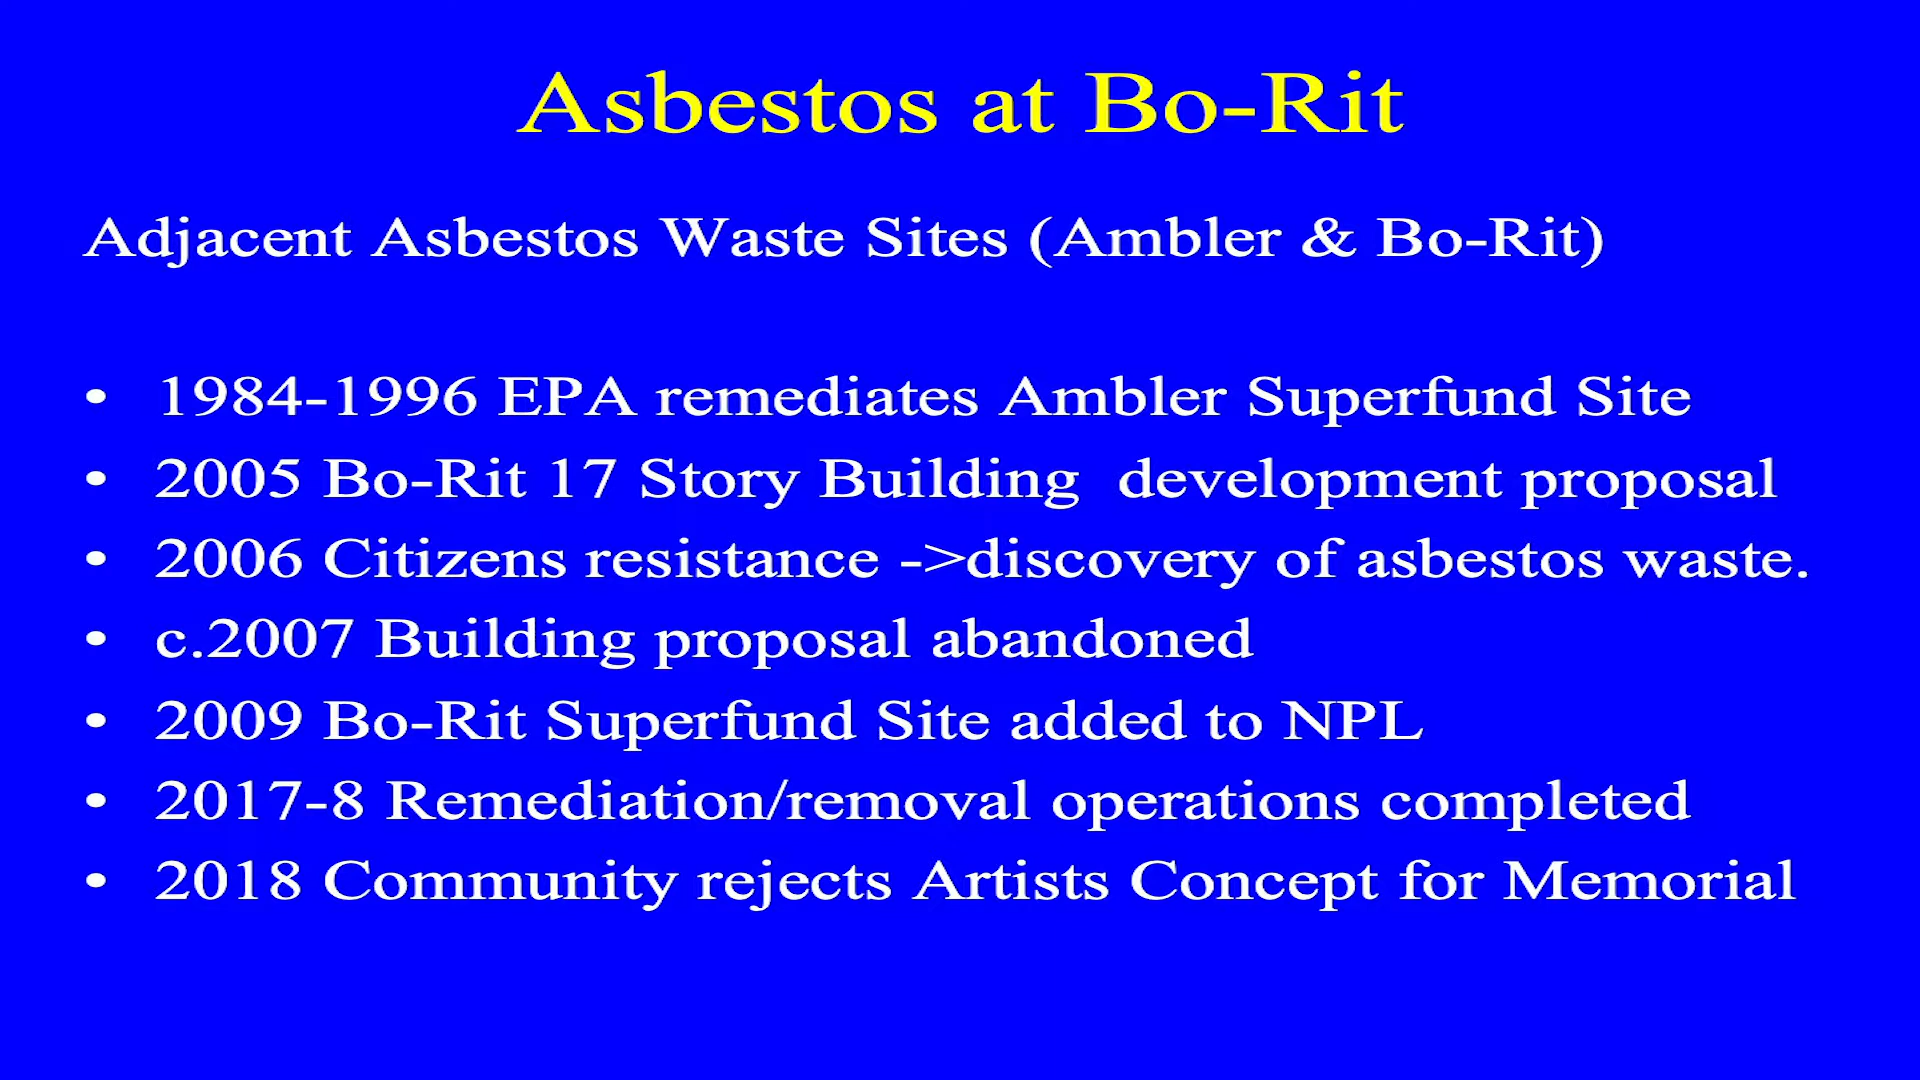 Asbestos at Bo-Rit
Adjacent Asbestos Waste Sites (Ambler & Bo-Rit)
• 1984-1996 EPA remediates Ambler Superfund Site
• 2005 Bo-Rit 17 Story Building  development proposal
• 2006 Citizens resistance ->discovery of asbestos waste.
• c.2007 Building proposal abandoned
• 2009 Bo-Rit Superfund Site added to NPL
• 2017-8 Remediation/removal operations completed
• 2018 Community rejects Artists Concept for Memorial